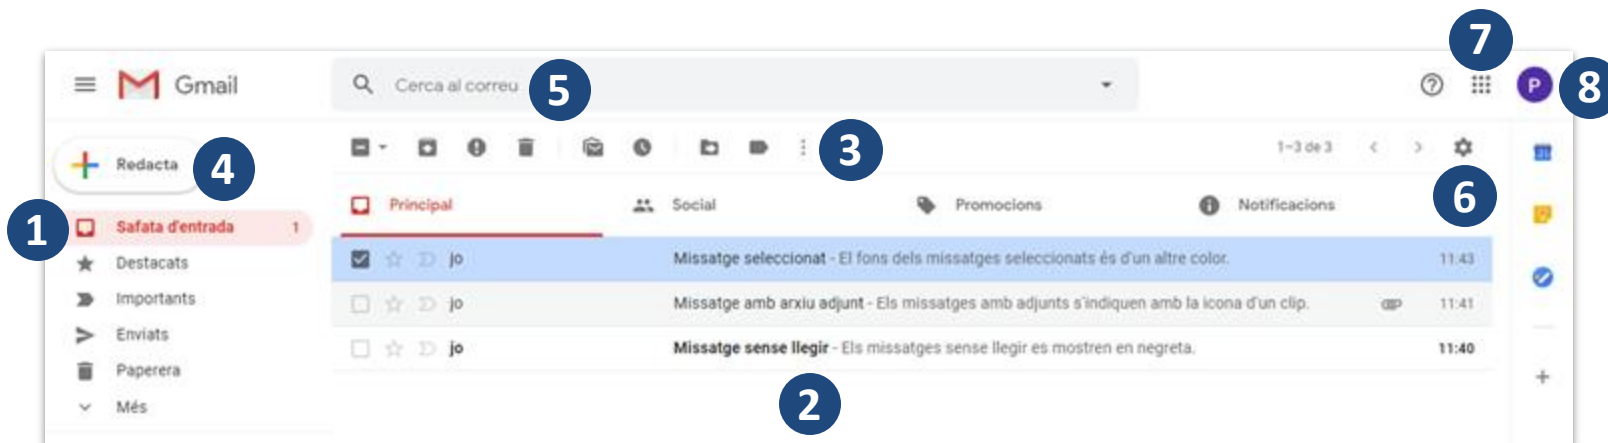 7
Gmail
Cerca al correu
5
P
8
Redacta
4
3
1-3 de 3
31
6
1
Safata d'entrada 1
Principal
Social
Promocions
Notificacions
Destacats
Importants
Enviats
Paperera
Més
jo Missatge seleccionat - El fons dels missatges seleccionats és d'un altre color. 11:43
jo Missatge amb arxiu adjunt - Els missatges amb adjunts s'indiquen amb la icona d'un clip. 11:41
jo Missatge sense llegir - Els missatges sense llegir es mostren en negreta. 11:40
2